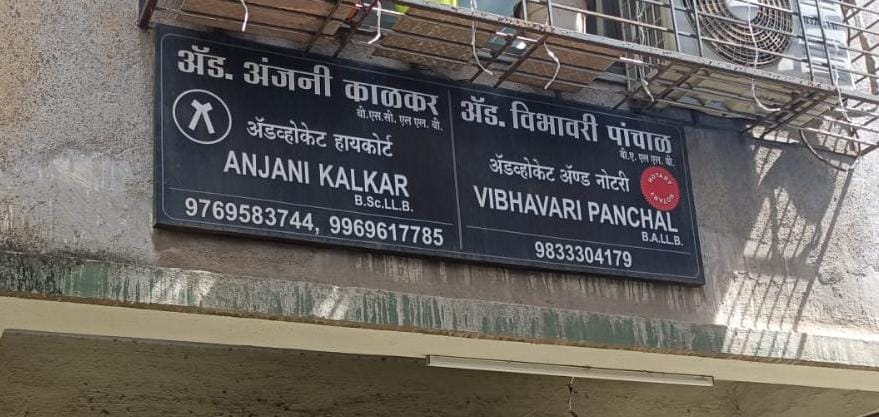 ॲड. अंजनी काळकर
बी.एस.सी. एल एल. बी.
ॲडव्होकेट हायकोर्ट
ANJANI KALKAR
B.Sc.LL.B.
9769583744, 9969617785
ॲड. विभावरी पांचाळ
बी.ए. एल एल. बी.
ॲडव्होकेट ॲण्ड नोटरी
NOTARY
NOTARY
VIBHAVARI PANCHAL
B.A.LL.B.
9833304179